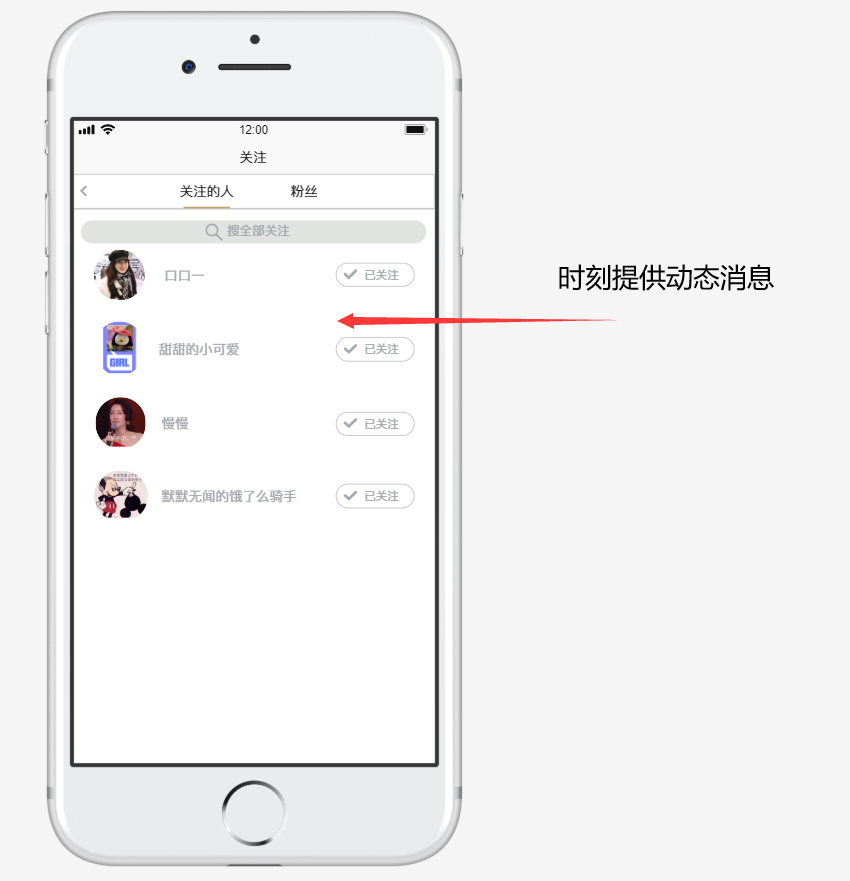 12:00
关注
关注的人
粉丝
搜全部关注
口口一
已关注
时刻提供动态消息
甜甜的小可爱
已关注
GIRL
慢慢
已关注
默默无闻的饿了么骑手
已关注